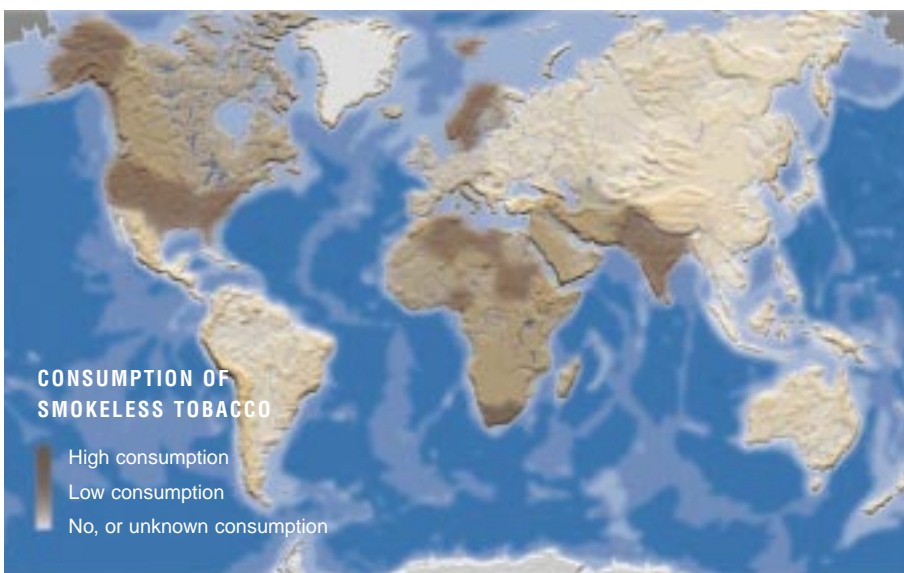 CONSUMPTION OF
SMOKELESS TOBACCO
High consumption
Low consumption
No, or unknown consumption